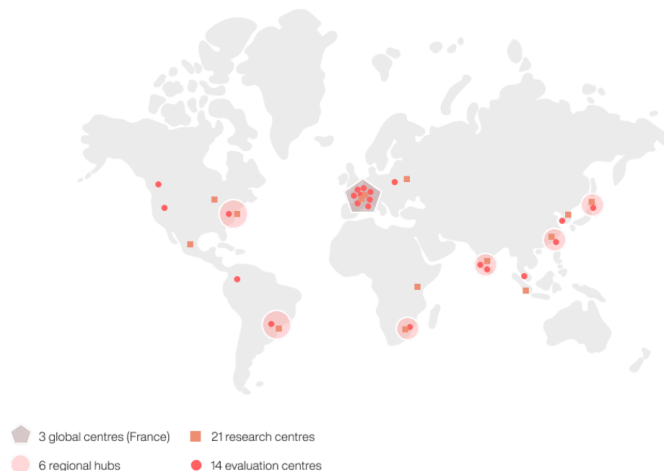 3 global centres (France)
21 research centres
6 regional hubs
14 evaluation centres